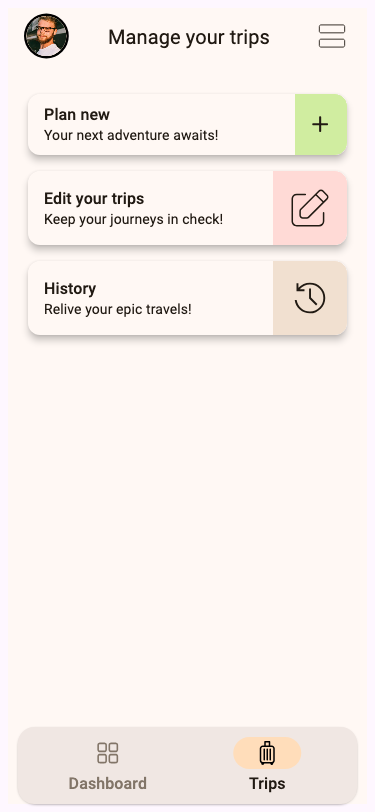 Manage your trips
Plan new
Your next adventure awaits!
Edit your trips
Keep your journeys in check!
History
Relive your epic travels!
Dashboard
Trips